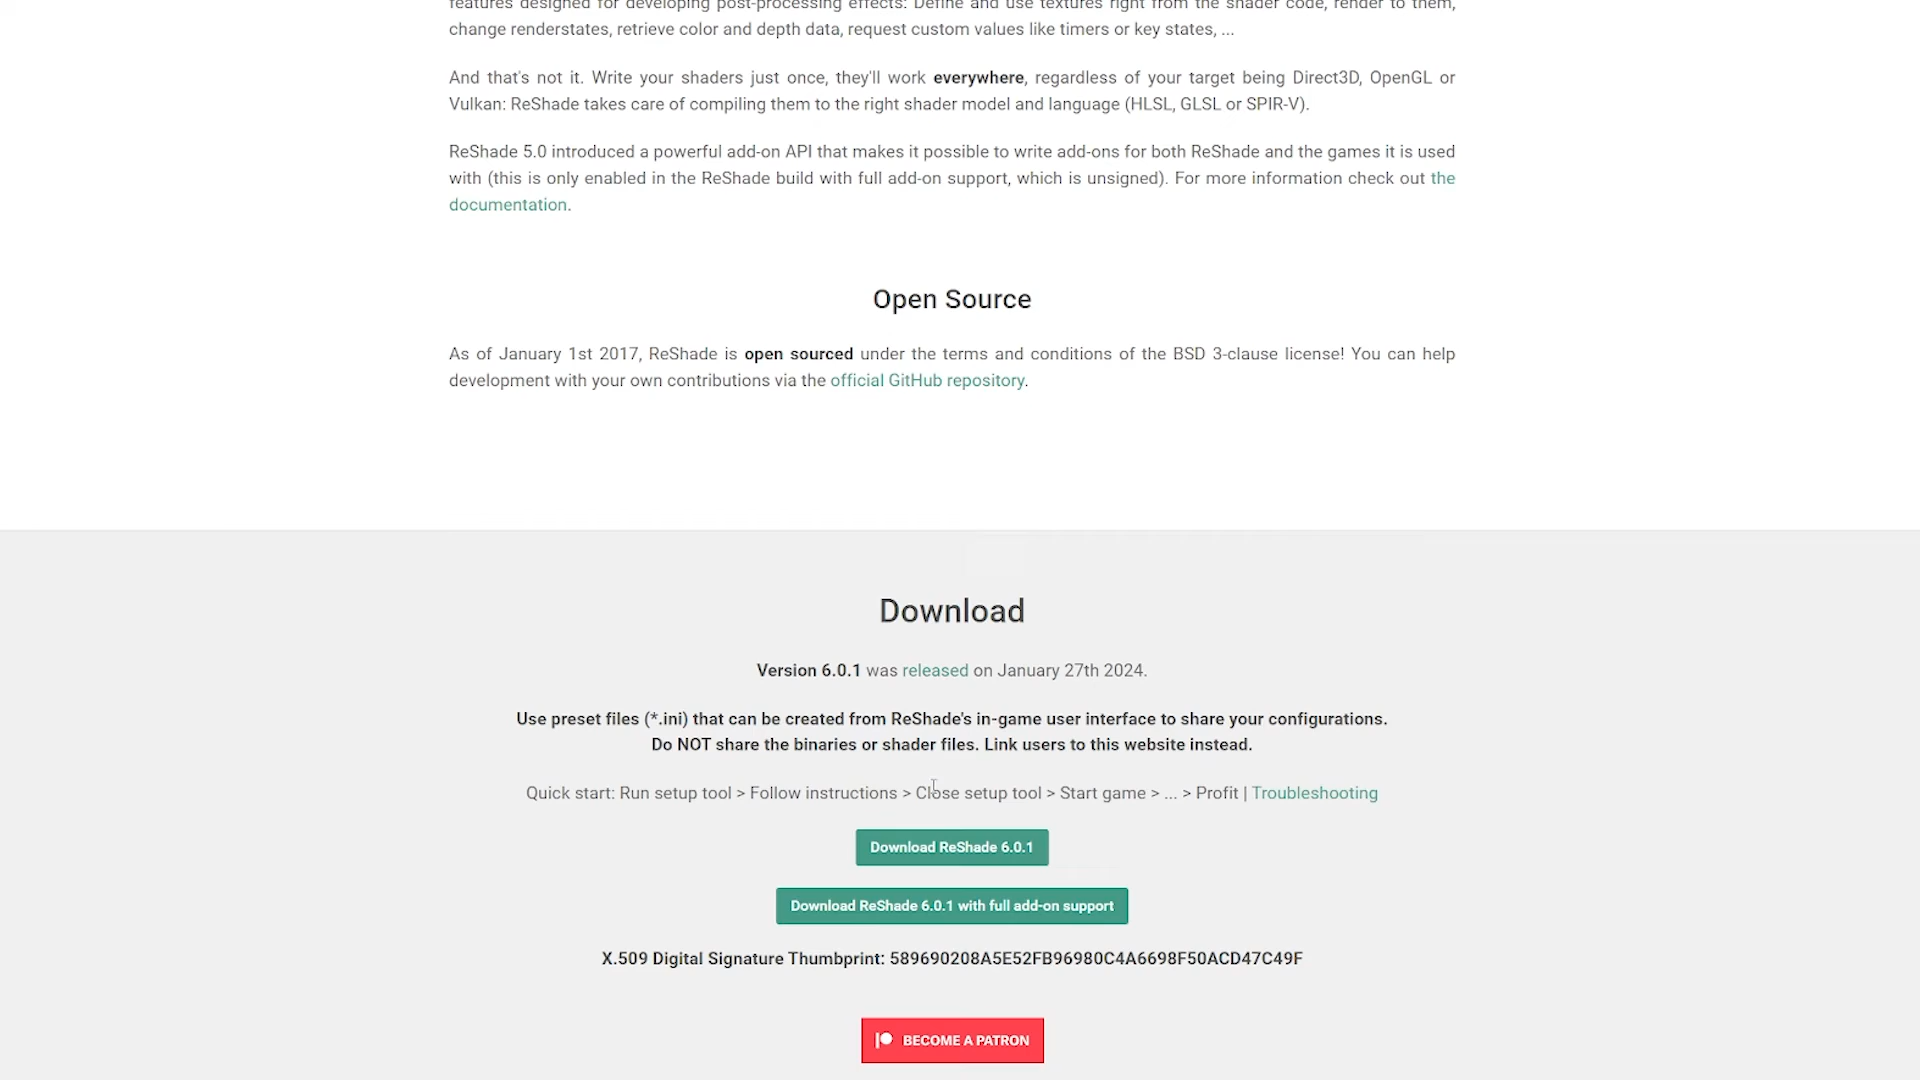 features designed for developing post-processing effects: Define and use textures right from the shader code, render to them,
change renderstates, retrieve color and depth data, request custom values like timers or key states, ...
And that's not it. Write your shaders just once, they'll work everywhere, regardless of your target being Direct3D, OpenGL or
Vulkan: ReShade takes care of compiling them to the right shader model and language (HLSL, GLSL or SPIR-V).
ReShade 5.0 introduced a powerful add-on API that makes it possible to write add-ons for both ReShade and the games it is used
with (this is only enabled in the ReShade build with full add-on support, which is unsigned). For more information check out the
documentation.
Open Source
As of January 1st 2017, ReShade is open sourced under the terms and conditions of the BSD 3-clause license! You can help
development with your own contributions via the official GitHub repository.
Download
Version 6.0.1 was released on January 27th 2024.
Use preset files (*.ini) that can be created from ReShade's in-game user interface to share your configurations.
Do NOT share the binaries or shader files. Link users to this website instead.
Quick start: Run setup tool > Follow instructions > Close setup tool > Start game > ... > Profit | Troubleshooting
Download ReShade 6.0.1
Download ReShade 6.0.1 with full add-on support
X.509 Digital Signature Thumbprint: 589690208A5E52FB96980C4A6698F50ACD47C49F
BECOME A PATRON